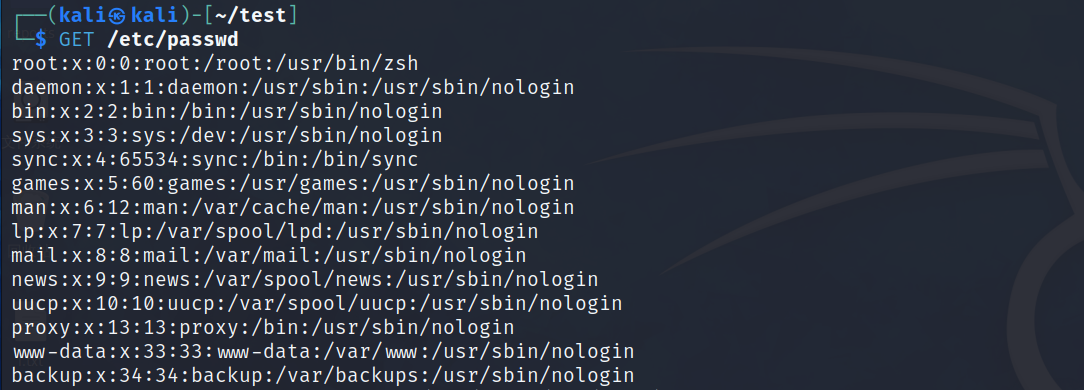 ┌──(kali㉿kali)-[~/test]
└─$ GET /etc/passwd
root:x:0:0:root:/root:/usr/bin/zsh
daemon:x:1:1:daemon:/usr/sbin:/usr/sbin/nologin
bin:x:2:2:bin:/bin:/usr/sbin/nologin
sys:x:3:3:sys:/dev:/usr/sbin/nologin
sync:x:4:65534:sync:/bin:/bin/sync
games:x:5:60:games:/usr/games:/usr/sbin/nologin
man:x:6:12:man:/var/cache/man:/usr/sbin/nologin
lp:x:7:7:lp:/var/spool/lpd:/usr/sbin/nologin
mail:x:8:8:mail:/var/mail:/usr/sbin/nologin
news:x:9:9:news:/var/spool/news:/usr/sbin/nologin
uucp:x:10:10:uucp:/var/spool/uucp:/usr/sbin/nologin
proxy:x:13:13:proxy:/bin:/usr/sbin/nologin
www-data:x:33:33:www-data:/var/www:/usr/sbin/nologin
backup:x:34:34:backup:/var/backups:/usr/sbin/nologin